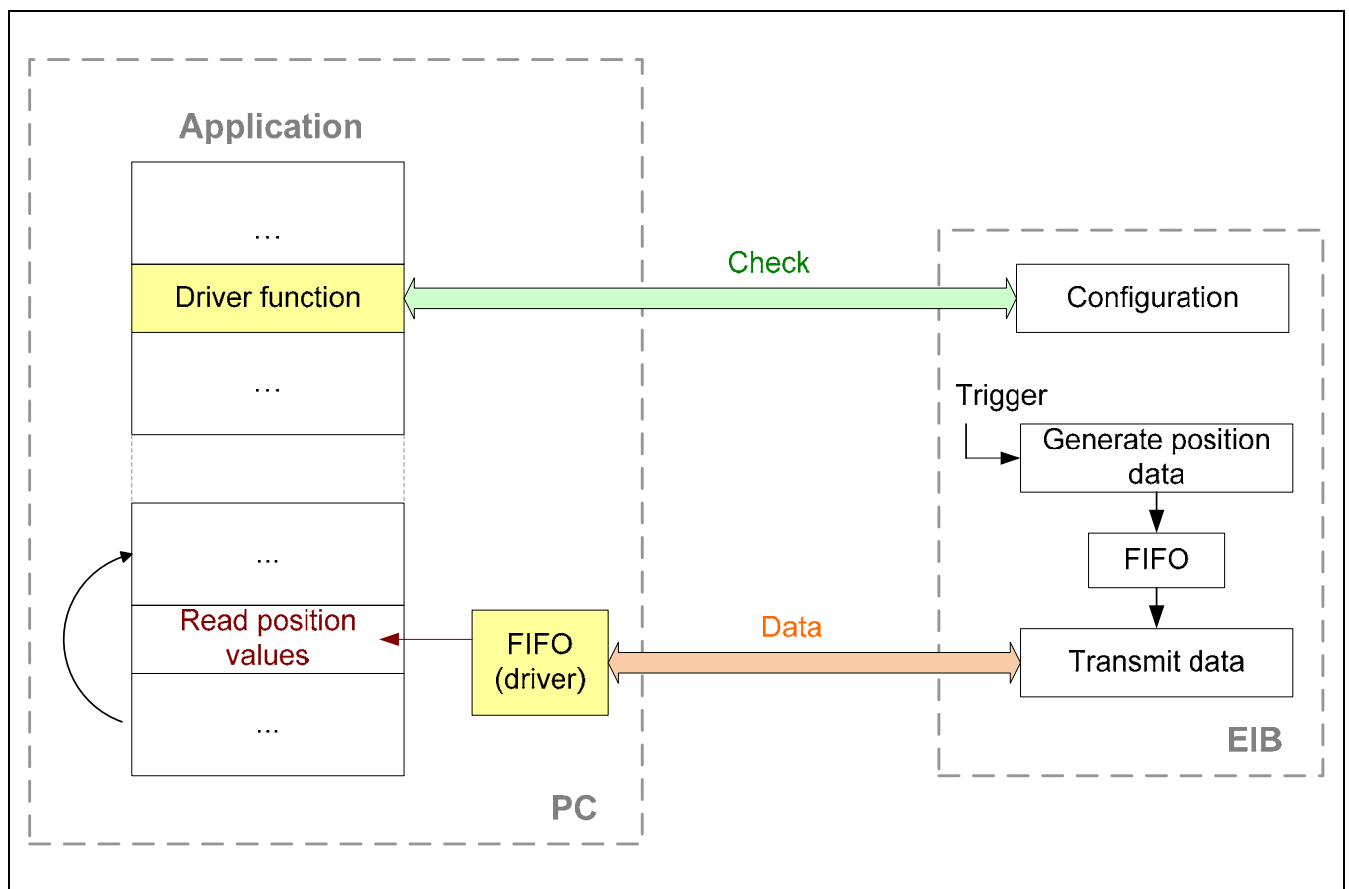 Application
…
Driver function
…
…
Read position
values
…
PC
FIFO
(driver)
Check
Data
Configuration
Trigger
Generate position
data
FIFO
Transmit data
EIB